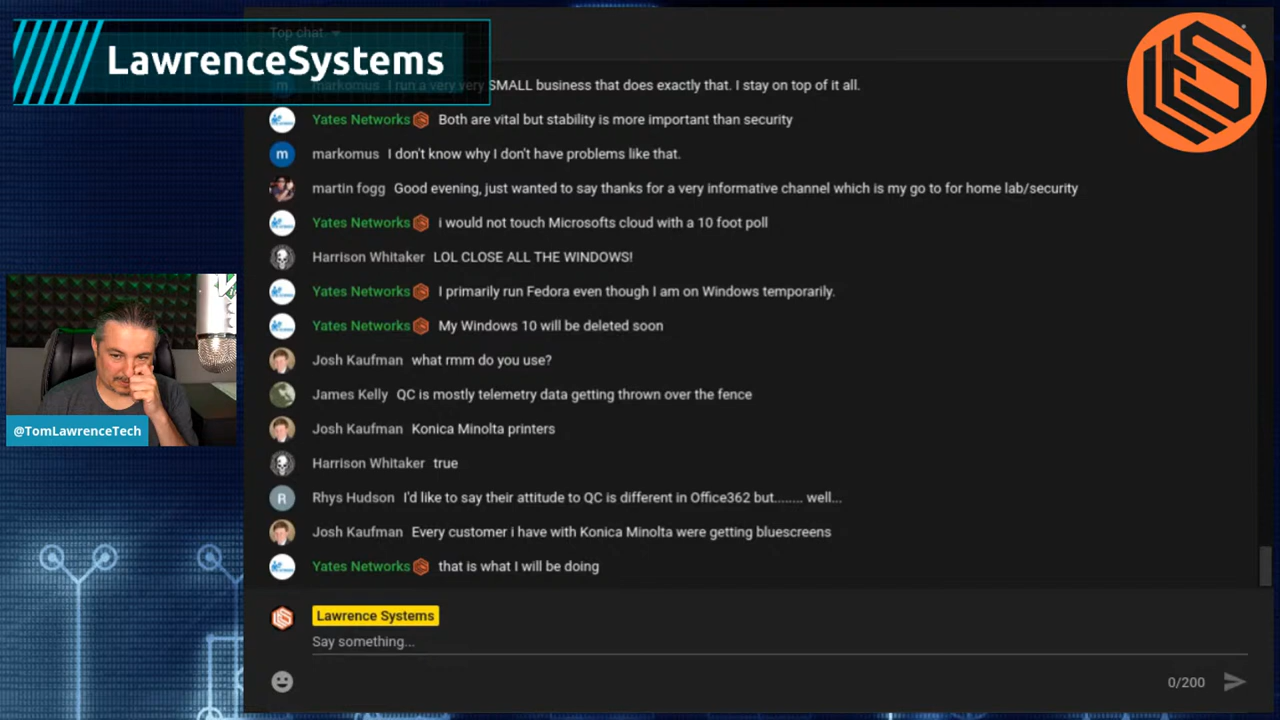 LawrenceSystems
Top chat
markomus I run a very very SMALL business that does exactly that. I stay on top of it all.
Yates Networks Both are vital but stability is more important than security
m markomus I don't know why I don't have problems like that.
martin fogg Good evening, just wanted to say thanks for a very informative channel which is my go to for home lab/security
Yates Networks i would not touch Microsofts cloud with a 10 foot poll
Harrison Whitaker LOL CLOSE ALL THE WINDOWS!
Yates Networks I primarily run Fedora even though I am on Windows temporarily.
Yates Networks My Windows 10 will be deleted soon
Josh Kaufman what rmm do you use?
James Kelly QC is mostly telemetry data getting thrown over the fence
Josh Kaufman Konica Minolta printers
@TomLawrenceTech
Harrison Whitaker true
R Rhys Hudson I'd like to say their attitude to QC is different in Office362 but........ well...
Josh Kaufman Every customer i have with Konica Minolta were getting bluescreens
Yates Networks that is what I will be doing
Lawrence Systems
Say something...
0/200